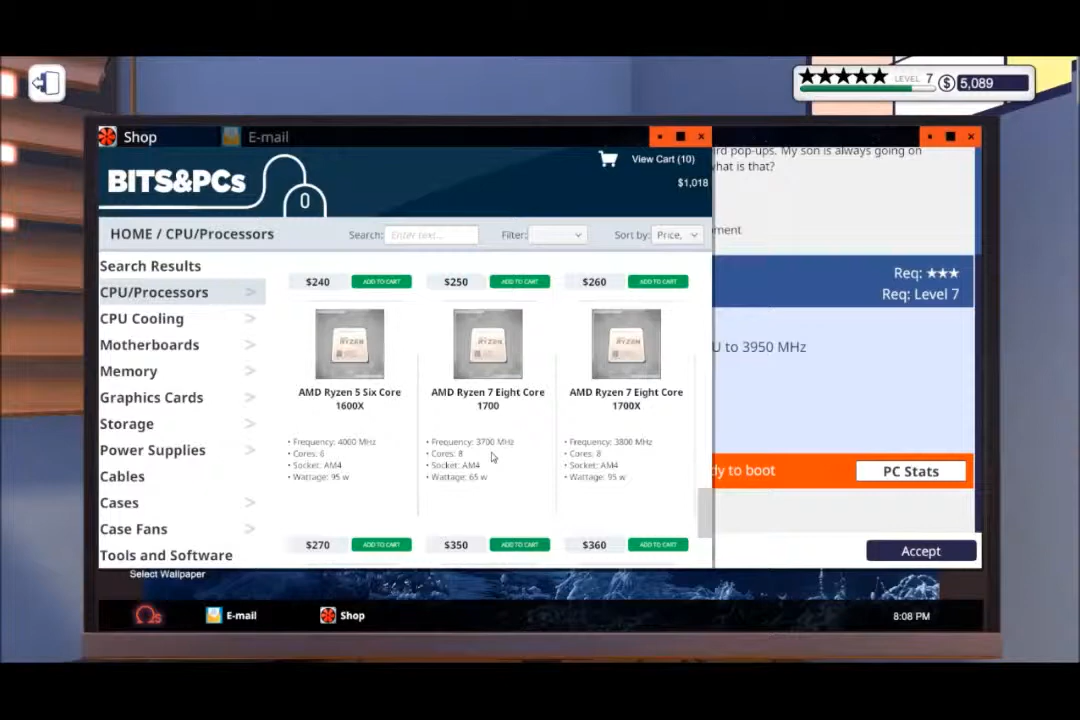 LEVEL 7 $ 5,089
Shop
E-mail
BITS&PCs
View Cart (10)
$1,018
HOME / CPU/Processors
Search: Enter text...
Filter:
Sort by: Price,
Search Results
CPU/Processors >
CPU Cooling >
Motherboards >
Memory >
Graphics Cards >
Storage >
Power Supplies >
Cables
Cases >
Case Fans >
Tools and Software
$240 ADD TO CART
$250 ADD TO CART
$260 ADD TO CART
RYZEN
AMD Ryzen 5 Six Core
1600X
• Frequency: 4000 MHz
• Cores: 6
• Socket: AM4
• Wattage: 95 w
$270 ADD TO CART
RYZEN
AMD Ryzen 7 Eight Core
1700
• Frequency: 3700 MHz
• Cores: 8
• Socket: AM4
• Wattage: 65 w
$350 ADD TO CART
RYZEN
AMD Ryzen 7 Eight Core
1700X
• Frequency: 3800 MHz
• Cores: 8
• Socket: AM4
• Wattage: 95 w
$360 ADD TO CART
rd pop-ups. My son is always going on
hat is that?
ment
Req: ★★★
Req: Level 7
U to 3950 MHz
dy to boot
PC Stats
Accept
Select Wallpaper
E-mail
Shop
8:08 PM